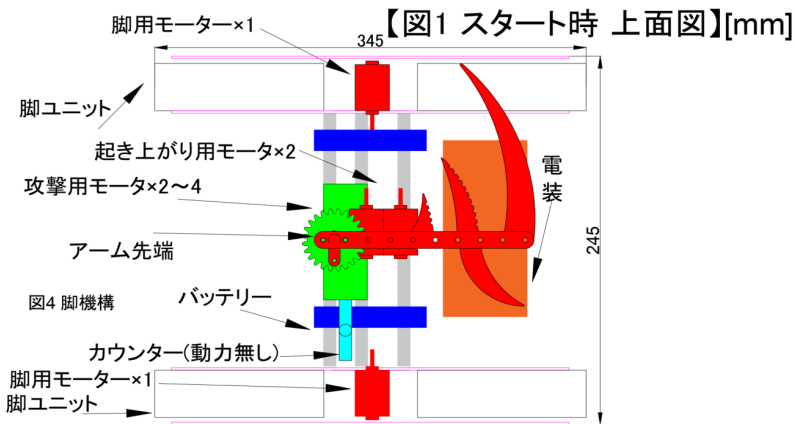 【図1 スタート時 上面図】[mm]
脚用モーター×1
345
脚ユニット
起き上がり用モータ×2
電装
攻撃用モータ×2～4
アーム先端
245
バッテリー
図4 脚機構
カウンター(動力無し)
脚用モーター×1
脚ユニット